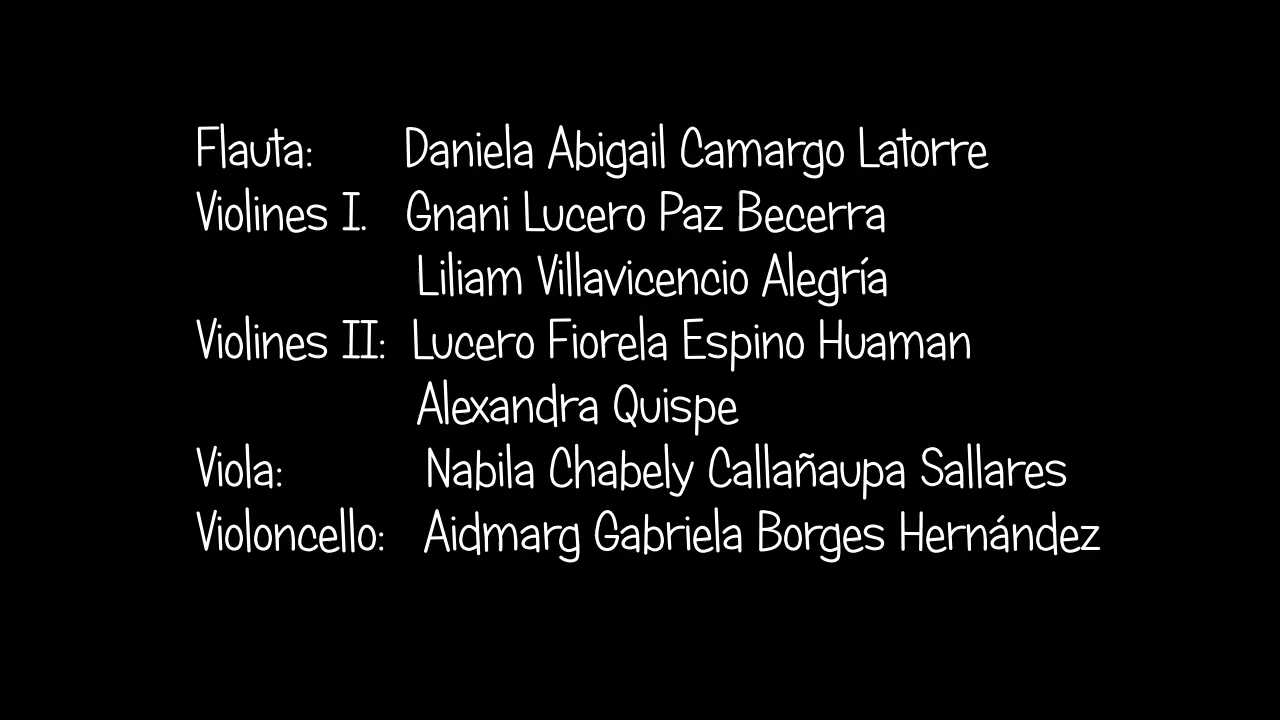 Flauta: Daniela Abigail Camargo Latorre
Violines I. Gnani Lucero Paz Becerra
Liliam Villavicencio Alegría
Violines II: Lucero Fiorela Espino Huaman
Alexandra Quispe
Viola: Nabila Chabely Callañaupa Sallares
Violoncello: Aidmarg Gabriela Borges Hernández